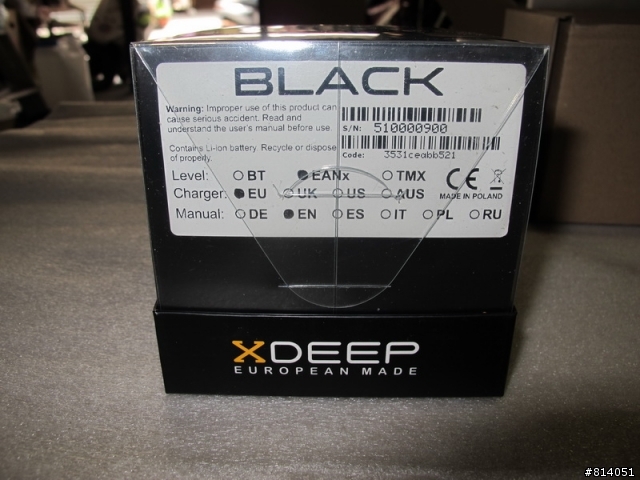 BLACK
Warning: Improper use of this product can
cause serious accident. Read and
understand the user's manual before use.
Contains Li-Ion battery. Recycle or dispose
of properly.
S/N: 510000900
Code: 3531ceabb521
Level: BT EANx TMX
Charger: EU UK US AUS
Manual: DE EN ES IT PL RU
CE
MADE IN POLAND
XDEEP
EUROPEAN MADE
#814051